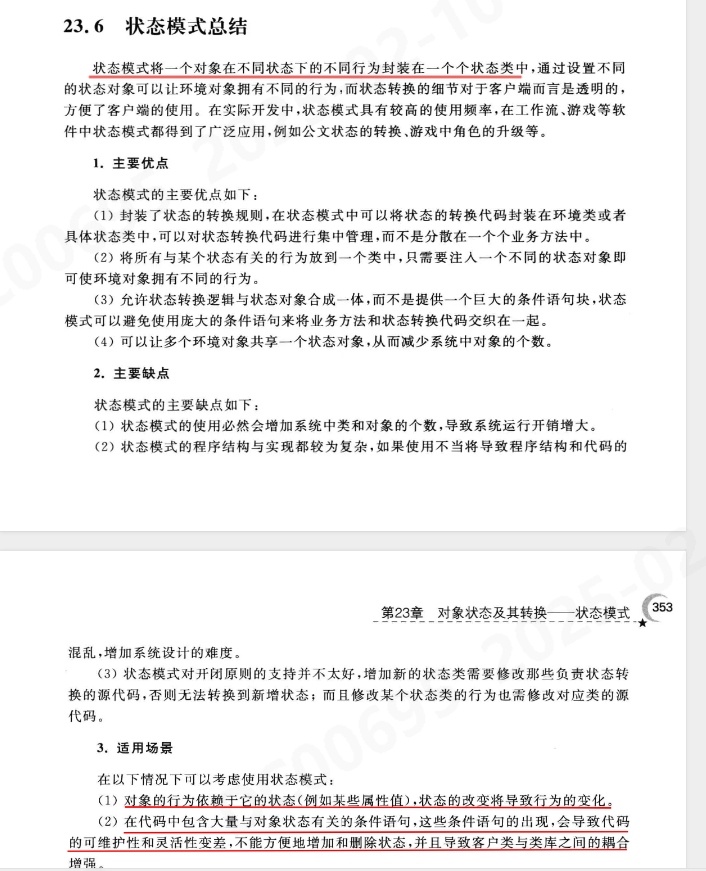 23.6 状态模式总结
状态模式将一个对象在不同状态下的不同行为封装在一个个状态类中,通过设置不同
的状态对象可以让环境对象拥有不同的行为,而状态转换的细节对于客户端而言是透明的,
方便了客户端的使用。在实际开发中,状态模式具有较高的使用频率,在工作流、游戏等软
件中状态模式都得到了广泛应用,例如公文状态的转换、游戏中角色的升级等。
1. 主要优点
状态模式的主要优点如下:
(1) 封装了状态的转换规则,在状态模式中可以将状态的转换代码封装在环境类或者
具体状态类中,可以对状态转换代码进行集中管理,而不是分散在一个个业务方法中。
(2) 将所有与某个状态有关的行为放到一个类中,只需要注入一个不同的状态对象即
可使环境对象拥有不同的行为。
(3) 允许状态转换逻辑与状态对象合成一体,而不是提供一个巨大的条件语句块,状态
模式可以避免使用庞大的条件语句来将业务方法和状态转换代码交织在一起。
(4) 可以让多个环境对象共享一个状态对象,从而减少系统中对象的个数。
2. 主要缺点
状态模式的主要缺点如下:
(1) 状态模式的使用必然会增加系统中类和对象的个数,导致系统运行开销增大。
(2) 状态模式的程序结构与实现都较为复杂,如果使用不当将导致程序结构和代码的
第23章 对象状态及其转换——状态模式 353
混乱,增加系统设计的难度。
(3) 状态模式对开闭原则的支持并不太好,增加新的状态类需要修改那些负责状态转
换的源代码,否则无法转换到新增状态;而且修改某个状态类的行为也需修改对应类的源
代码。
3. 适用场景
在以下情况下可以考虑使用状态模式:
(1) 对象的行为依赖于它的状态(例如某些属性值),状态的改变将导致行为的变化。
(2) 在代码中包含大量与对象状态有关的条件语句,这些条件语句的出现,会导致代码
的可维护性和灵活性变差,不能方便地增加和删除状态,并且导致客户类与类库之间的耦合
增强。